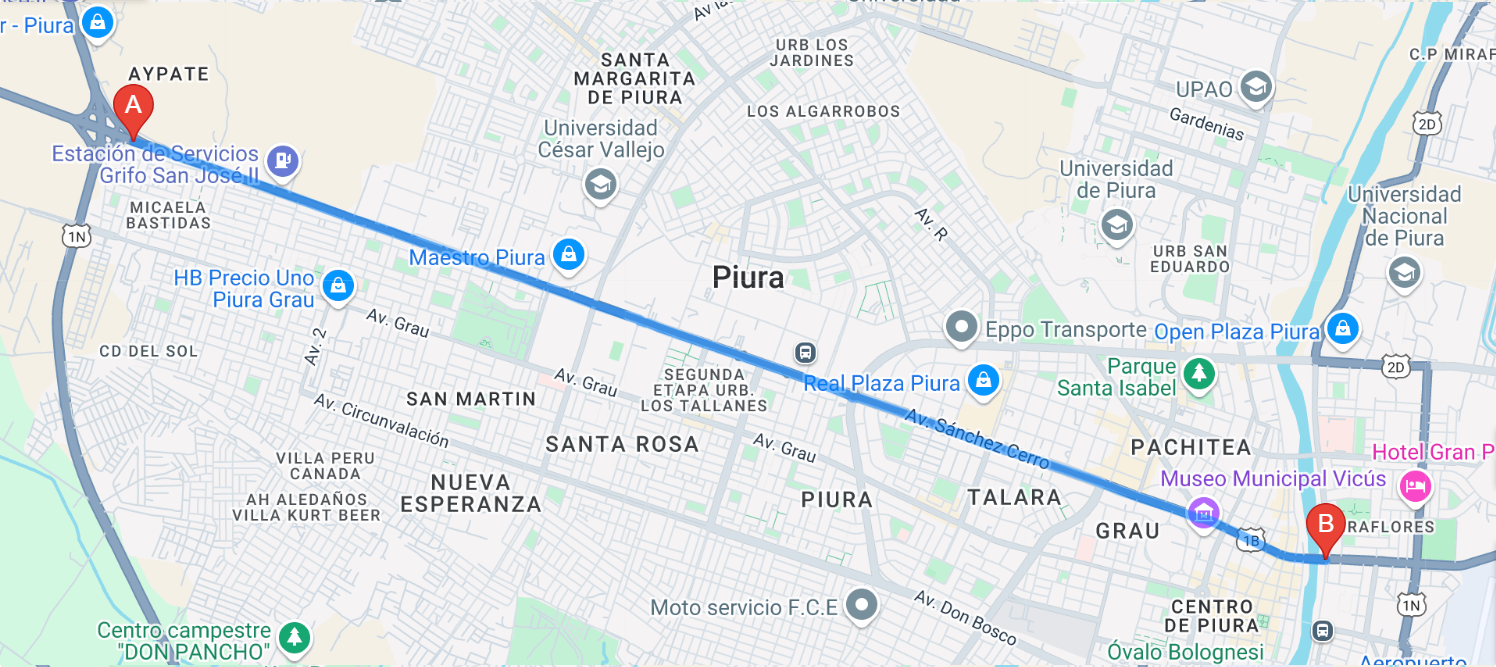 r - Piura
Av
Universidad
AYPATE
A
SANTA
MARGARITA
DE PIURA
URB LOS
JARDINES
LOS ALGARROBOS
C.P MIRAF
UPAO
Gardenias
2D
Universidad
César Vallejo
Estación de Servicios
Grifo San José II
MICAELA
BASTIDAS
1N
Universidad
de Piura
Universidad
Nacional
de Piura
Av. R
URB SAN
EDUARDO
Maestro Piura
Piura
HB Precio Uno
Piura Grau
Av. Grau
Av. 2
CD DEL SOL
Eppo Transporte
Open Plaza Piura
2D
Parque
Santa Isabel
Real Plaza Piura
SEGUNDA
ETAPA URB.
LOS TALLANES
Av. Grau
SAN MARTIN
Av. Circunvalación
Av. Sánchez Cerro
SANTA ROSA
Av. Grau
PACHITEA
Hotel Gran P
VILLA PERU
CANADA
NUEVA
ESPERANZA
AH ALEDAÑOS
VILLA KURT BEER
PIURA
TALARA
Museo Municipal Vicús
M
GRAU
1B
B
RAFLORES
Moto servicio F.C.E
Av. Don Bosco
CENTRO
DE PIURA
1N
Centro campestre
"DON PANCHO"
Óvalo Bolognesi
Aeropuerto